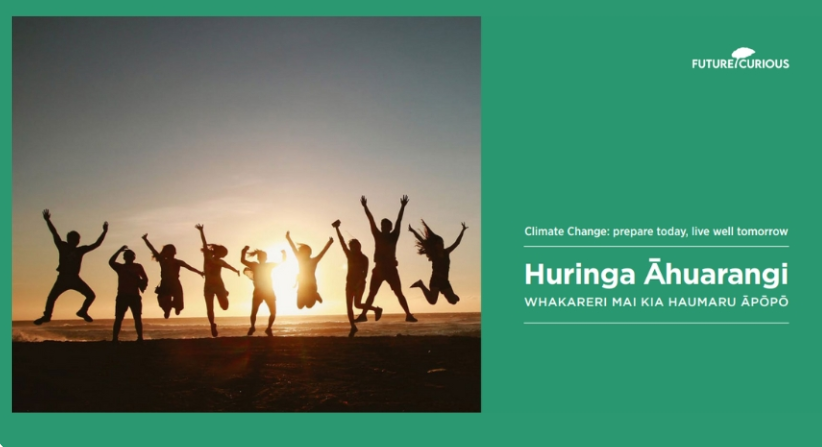 FUTURE/CURIOUS
Climate Change: prepare today, live well tomorrow
Huringa Āhuarangi
WHAKARERI MAI KIA HAUMARU ĀPŌPŌ